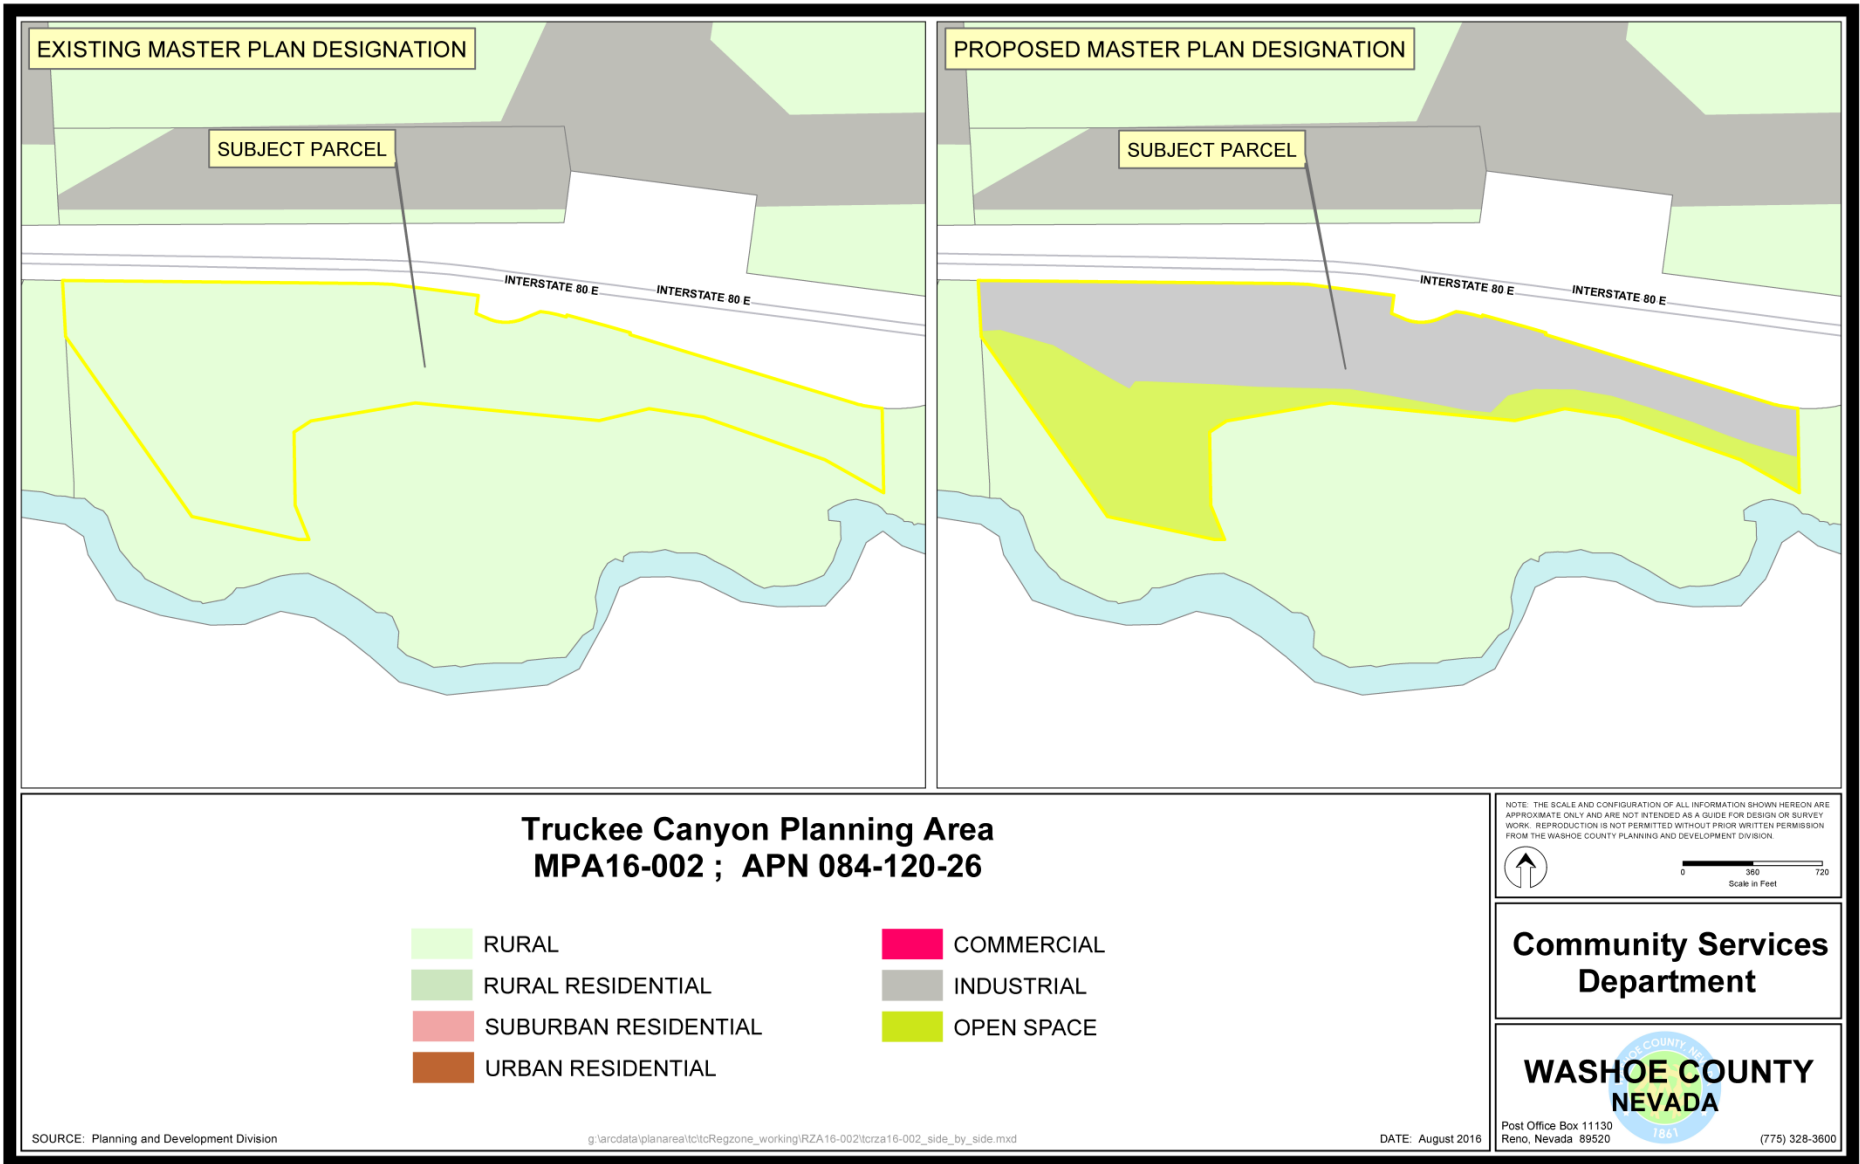 EXISTING MASTER PLAN DESIGNATION
SUBJECT PARCEL
INTERSTATE 80 E
INTERSTATE 80 E
PROPOSED MASTER PLAN DESIGNATION
SUBJECT PARCEL
INTERSTATE 80 E
INTERSTATE 80 E
Truckee Canyon Planning Area
MPA16-002 ; APN 084-120-26
RURAL
RURAL RESIDENTIAL
SUBURBAN RESIDENTIAL
URBAN RESIDENTIAL
COMMERCIAL
INDUSTRIAL
OPEN SPACE
SOURCE: Planning and Development Division
g:\arcdata\planarea\tc\tcRegzone_working\RZA16-002\tcrza16-002_side_by_side.mxd
DATE: August 2016
NOTE: THE SCALE AND CONFIGURATION OF ALL INFORMATION SHOWN HEREON ARE
APPROXIMATE ONLY AND ARE NOT INTENDED AS A GUIDE FOR DESIGN OR SURVEY
WORK. REPRODUCTION IS NOT PERMITTED WITHOUT PRIOR WRITTEN PERMISSION
FROM THE WASHOE COUNTY PLANNING AND DEVELOPMENT DIVISION.
0 360 720
Scale in Feet
Community Services
Department
WASHOE COUNTY
NEVADA
1861
Post Office Box 11130
Reno, Nevada 89520
(775) 328-3600